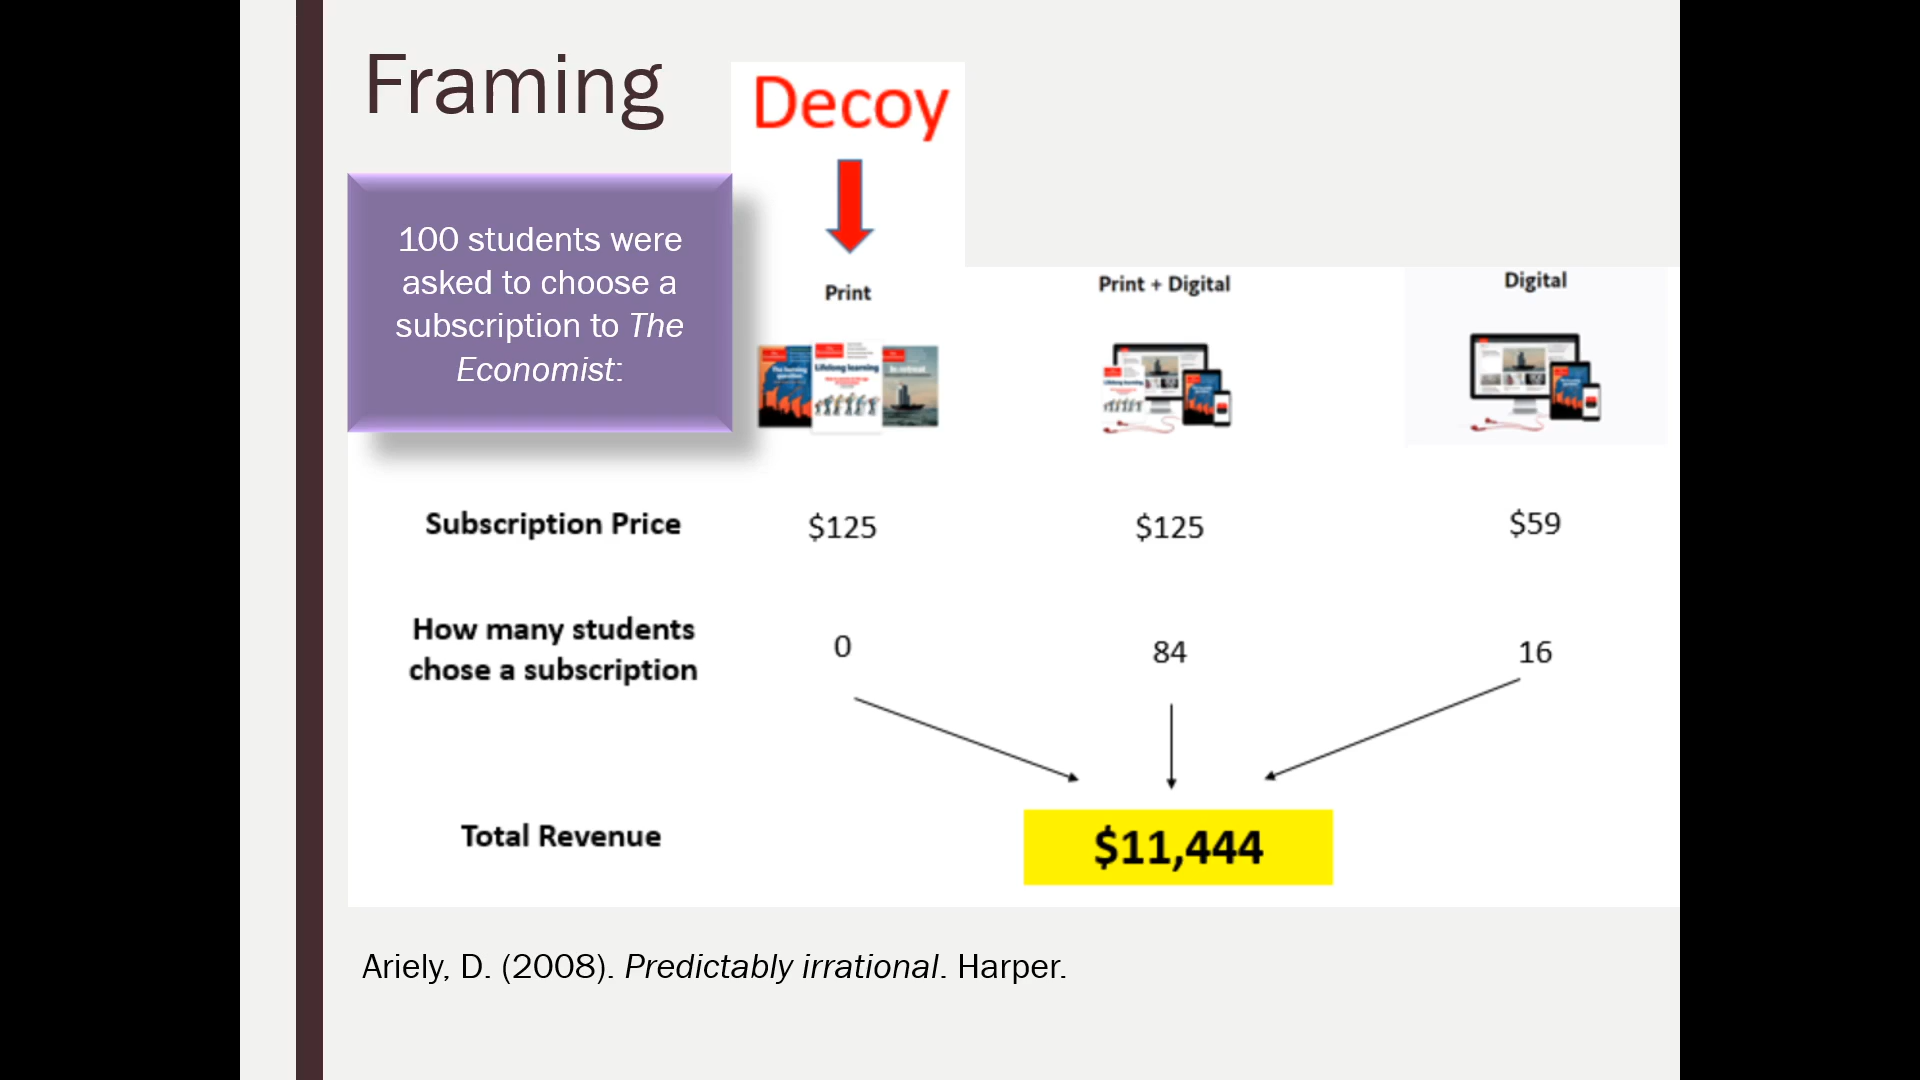 Framing
Decoy
100 students were
asked to choose a
subscription to The
Economist:
Print
Print + Digital
Digital
Lifelong learning
Subscription Price
$125
$125
$59
How many students
chose a subscription
0
84
16
Total Revenue
$11,444
Ariely, D. (2008). Predictably irrational. Harper.